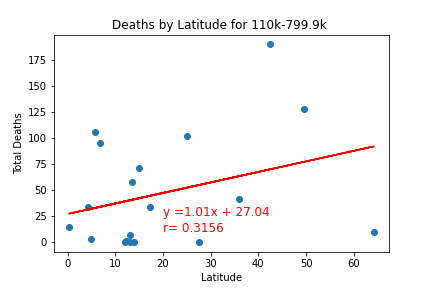 Deaths by Latitude for 110k-799.9k
Total Deaths
175
150
125
100
75
50
25
0
y =1.01x + 27.04
r= 0.3156
0 10 20 30 40 50 60
Latitude